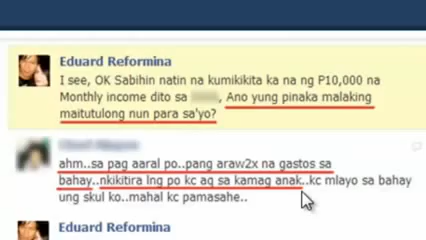 Eduard Reformina
I see, OK Sabihin natin na kumikitita ka na ng P10,000 na
Monthly income dito sa , Ano yung pinaka malaking
maitutulong nun para sa'yo?
ahm..sa pag aaral po..pang araw2x na gastos sa
bahay..nkikitira lng po kc aq sa kamag anak..kc mlayo sa bahay
ung skul ko..mahal kc pamasahe..
Eduard Reformina